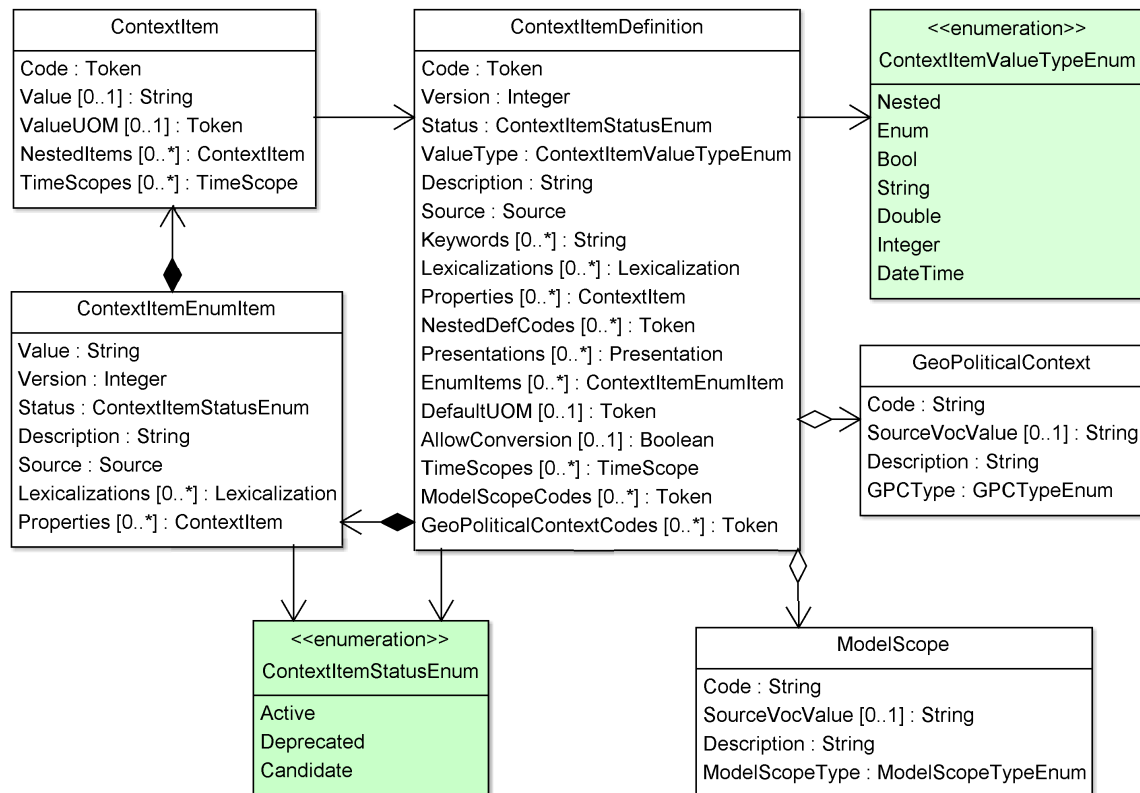 ContextItem
Code : Token
Value [0..1] : String
ValueUOM [0..1] : Token
NestedItems [0..*] : ContextItem
TimeScopes [0..*] : TimeScope
ContextItemDefinition
Code : Token
Version : Integer
Status : ContextItemStatusEnum
ValueType : ContextItemValueTypeEnum
Description : String
Source : Source
Keywords [0..*] : String
Lexicalizations [0..*] : Lexicalization
Properties [0..*] : ContextItem
NestedDefCodes [0..*] : Token
Presentations [0..*] : Presentation
EnumItems [0..*] : ContextItemEnumItem
DefaultUOM [0..1] : Token
AllowConversion [0..1] : Boolean
TimeScopes [0..*] : TimeScope
ModelScopeCodes [0..*] : Token
GeoPoliticalContextCodes [0..*] : Token
<<enumeration>>
ContextItemValueTypeEnum
Nested
Enum
Bool
String
Double
Integer
DateTime
ContextItemEnumItem
Value : String
Version : Integer
Status : ContextItemStatusEnum
Description : String
Source : Source
Lexicalizations [0..*] : Lexicalization
Properties [0..*] : ContextItem
GeoPoliticalContext
Code : String
SourceVocValue [0..1] : String
Description : String
GPCType : GPCTypeEnum
<<enumeration>>
ContextItemStatusEnum
Active
Deprecated
Candidate
ModelScope
Code : String
SourceVocValue [0..1] : String
Description : String
ModelScopeType : ModelScopeTypeEnum